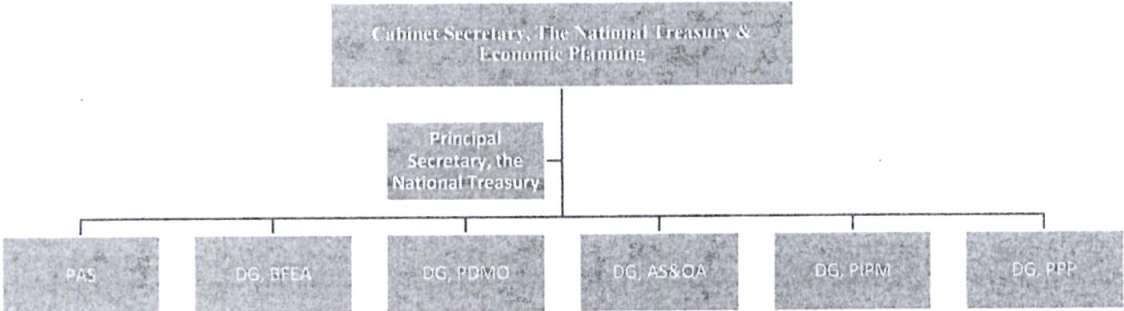 Cabinet Secretary, The National Treasury &
Economic Planning
Principal
Secretary, the
National Treasury
PAS
DG, BFEA
DG, PDMO
DG, AS&QA
DG, PIPM
DG, PPP